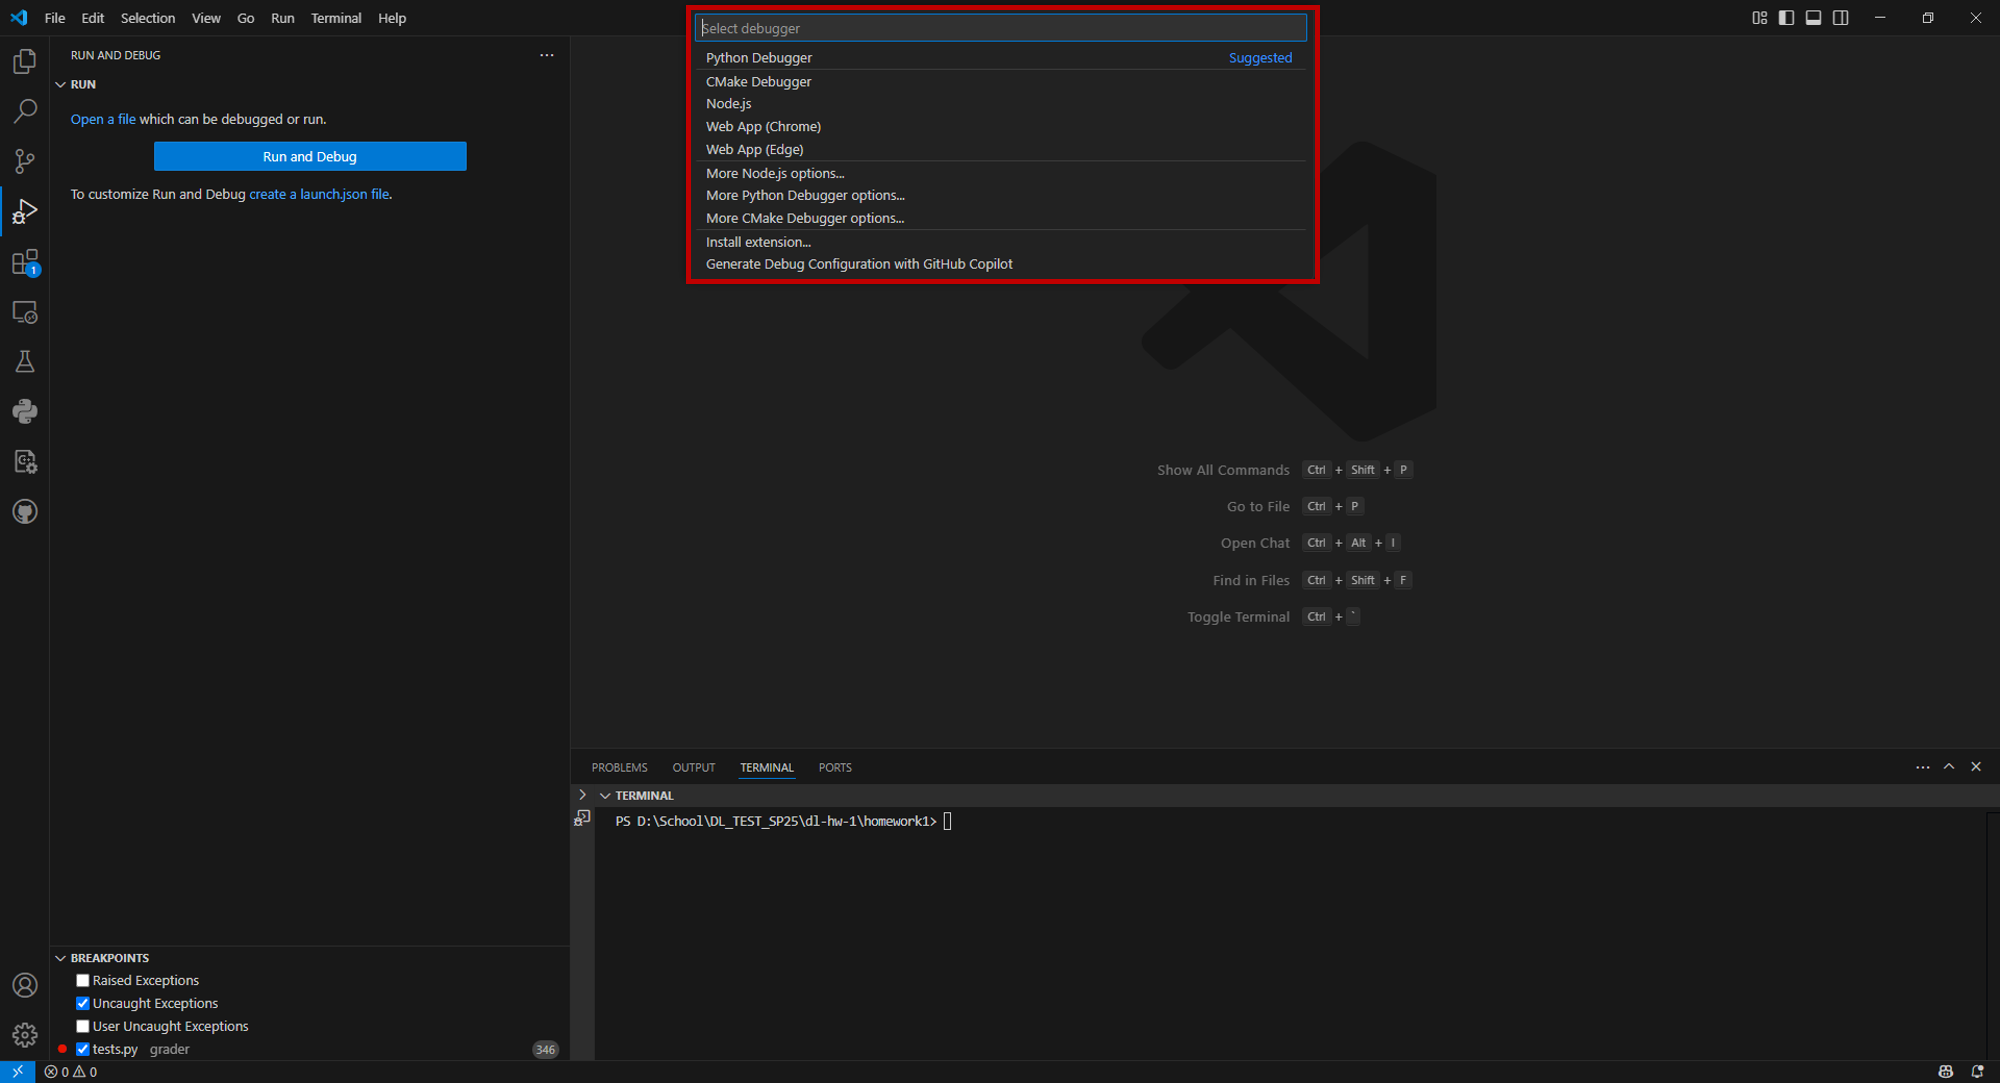 File Edit Selection View Go Run Terminal Help
RUN AND DEBUG
RUN
Open a file which can be debugged or run.
Run and Debug
To customize Run and Debug create a launch.json file.
1
Select debugger
Python Debugger Suggested
CMake Debugger
Node.js
Web App (Chrome)
Web App (Edge)
More Node.js options...
More Python Debugger options...
More CMake Debugger options...
Install extension...
Generate Debug Configuration with GitHub Copilot
Show All Commands Ctrl + Shift + P
Go to File Ctrl + P
Open Chat Ctrl + Alt + I
Find in Files Ctrl + Shift + F
Toggle Terminal Ctrl + `
PROBLEMS OUTPUT TERMINAL PORTS
TERMINAL
PS D:\School\DL_TEST_SP25\dl-hw-1\homework1>
BREAKPOINTS
Raised Exceptions
Uncaught Exceptions
User Uncaught Exceptions
tests.py grader 346
0 0